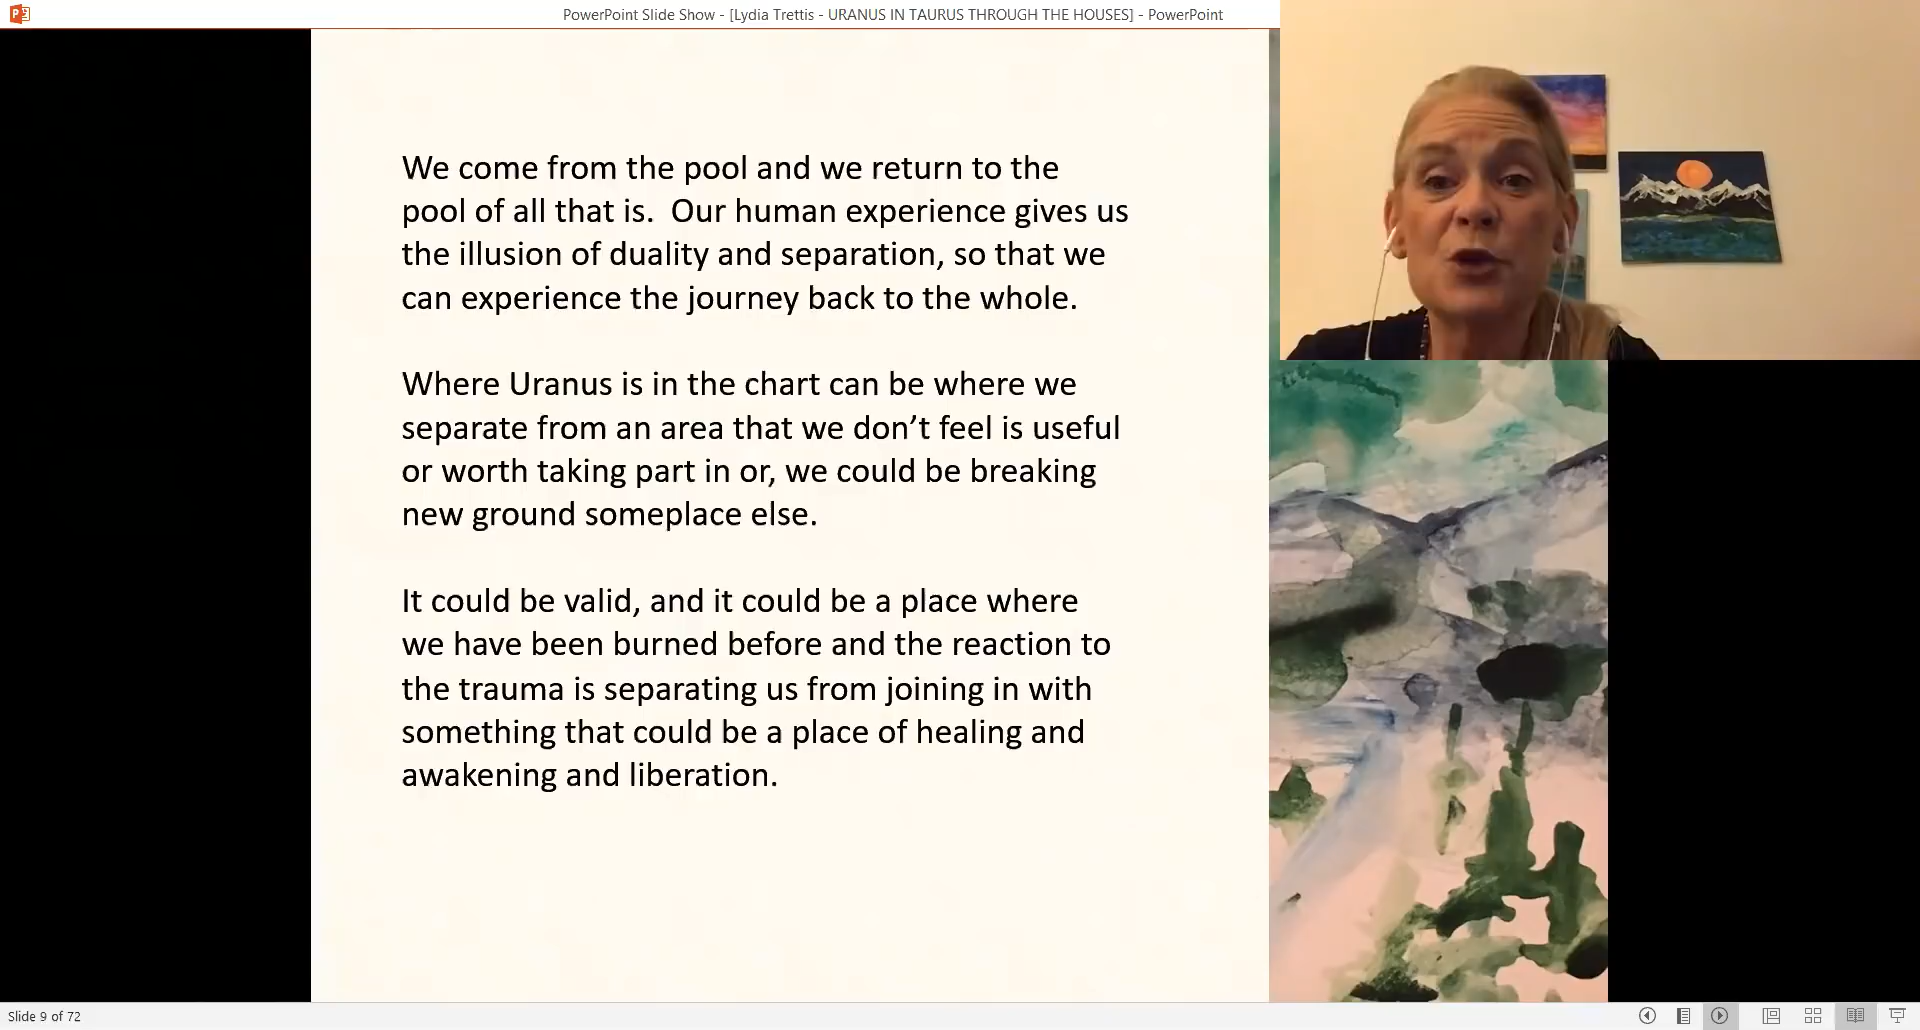 PowerPoint Slide Show - [Lydia Trettis - URANUS IN TAURUS THROUGH THE HOUSES] - PowerPoint
We come from the pool and we return to the
pool of all that is.  Our human experience gives us
the illusion of duality and separation, so that we
can experience the journey back to the whole.
Where Uranus is in the chart can be where we
separate from an area that we don’t feel is useful
or worth taking part in or, we could be breaking
new ground someplace else.
It could be valid, and it could be a place where
we have been burned before and the reaction to
the trauma is separating us from joining in with
something that could be a place of healing and
awakening and liberation.
Slide 9 of 72